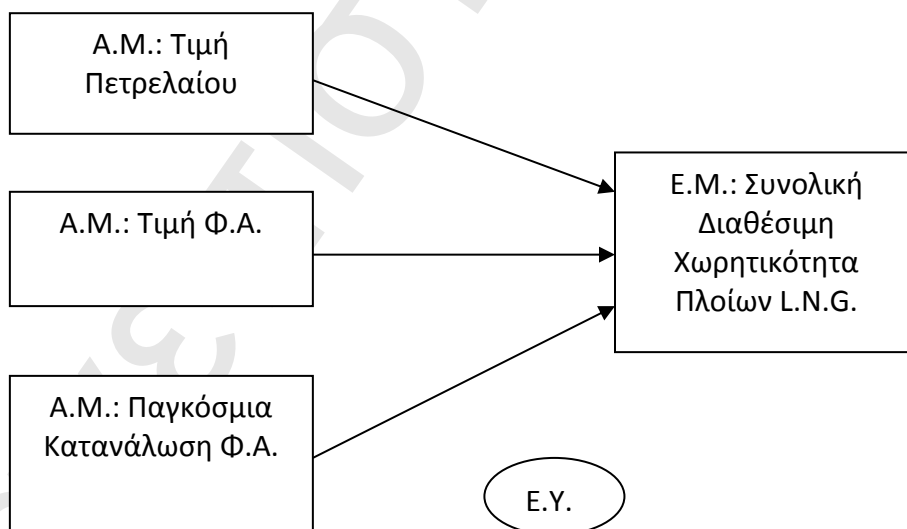 Α.Μ.: Τιμή
Πετρελαίου
Α.Μ.: Τιμή Φ.Α.
Α.Μ.: Παγκόσμια
Κατανάλωση Φ.Α.
Ε.Μ.: Συνολική
Διαθέσιμη
Χωρητικότητα
Πλοίων L.N.G.
Ε.Υ.